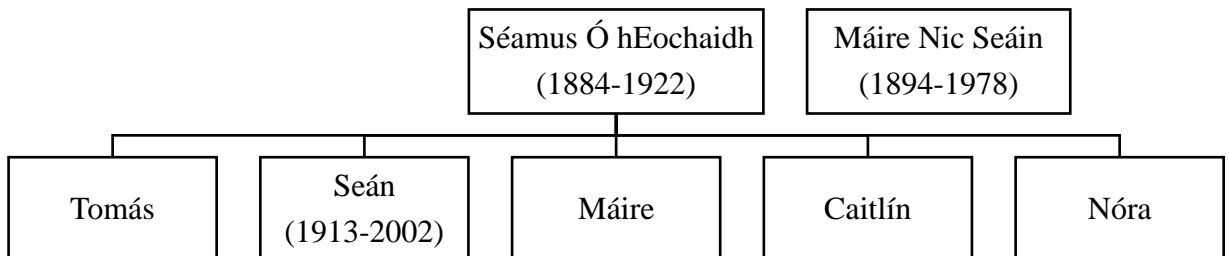 Séamus Ó hEochaidh
(1884-1922)
Máire Nic Seáin
(1894-1978)
Tomás
Seán
(1913-2002)
Máire
Caitlín
Nóra